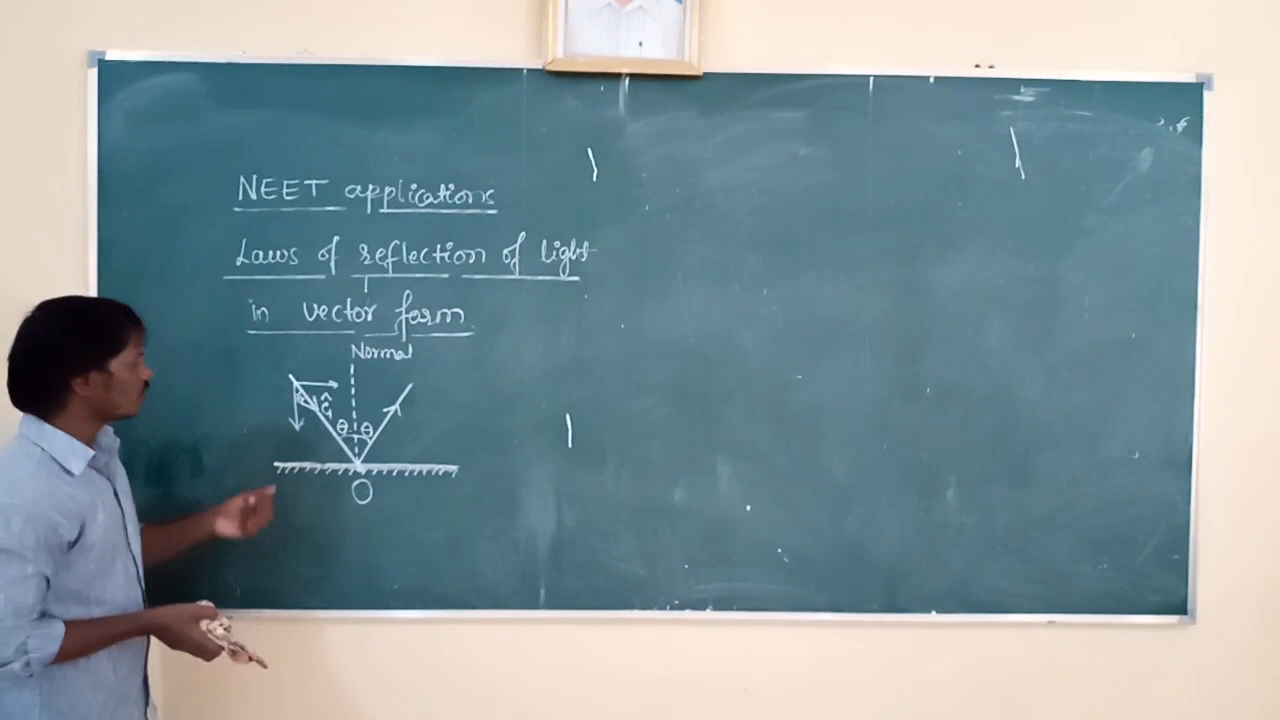 NEET applications
Laws of reflection of light
in vector form
Normal
θ θ
O